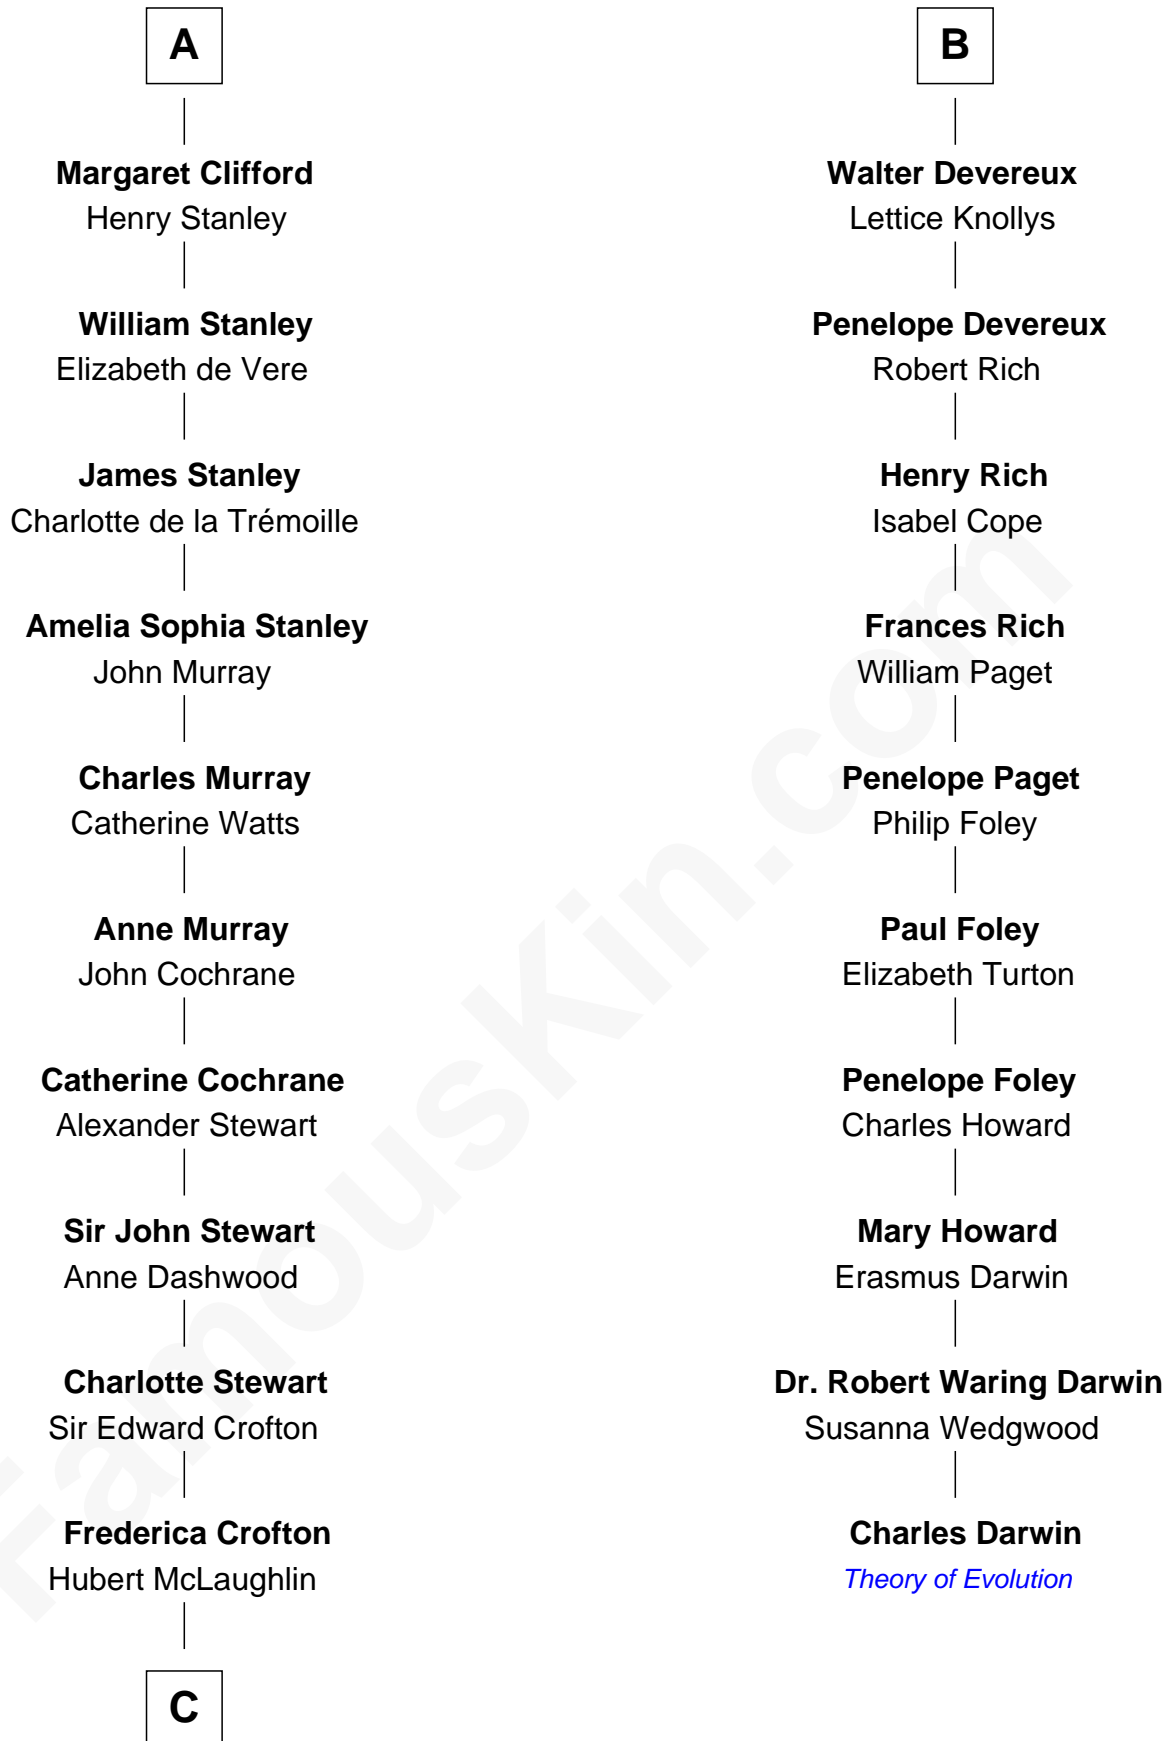 A
Margaret Clifford
Henry Stanley
William Stanley
Elizabeth de Vere
James Stanley
Charlotte de la Trémoille
Amelia Sophia Stanley
John Murray
Charles Murray
Catherine Watts
Anne Murray
John Cochrane
Catherine Cochrane
Alexander Stewart
Sir John Stewart
Anne Dashwood
Charlotte Stewart
Sir Edward Crofton
Frederica Crofton
Hubert McLaughlin
C
B
Walter Devereux
Lettice Knollys
Penelope Devereux
Robert Rich
Henry Rich
Isabel Cope
Frances Rich
William Paget
Penelope Paget
Philip Foley
Paul Foley
Elizabeth Turton
Penelope Foley
Charles Howard
Mary Howard
Erasmus Darwin
Dr. Robert Waring Darwin
Susanna Wedgwood
Charles Darwin
Theory of Evolution
FamousKin.com